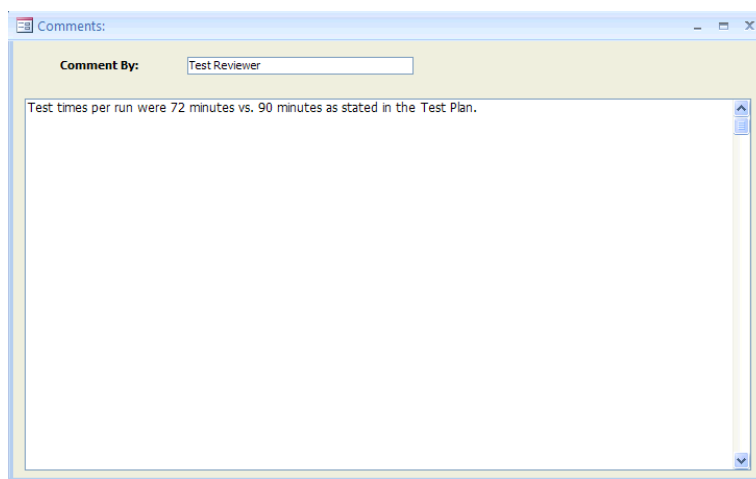 Comments:
Comment By: Test Reviewer
Test times per run were 72 minutes vs. 90 minutes as stated in the Test Plan.